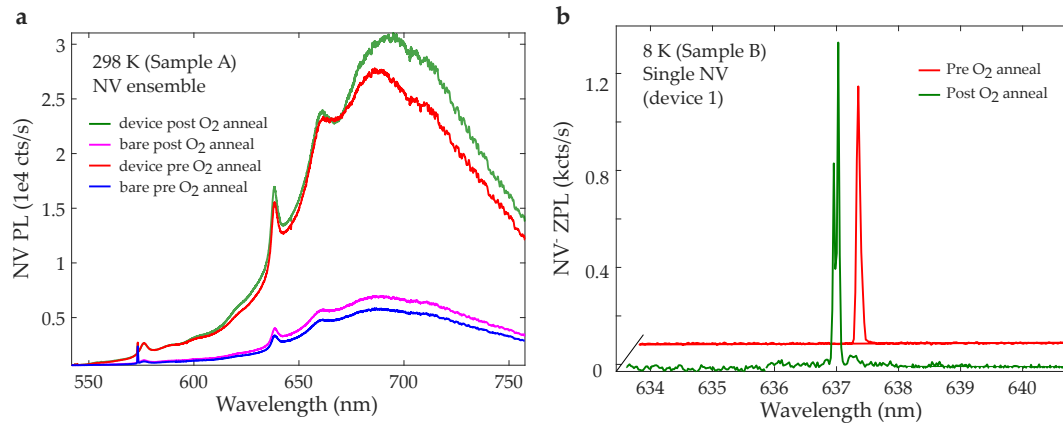 a
298 K (Sample A)
NV ensemble
device post O₂ anneal
bare post O₂ anneal
device pre O₂ anneal
bare pre O₂ anneal
NV PL (1e4 cts/s)
3
2.5
2
1.5
1
0.5
550
600
650
700
750
Wavelength (nm)
b
8 K (Sample B)
Single NV
(device 1)
Pre O₂ anneal
Post O₂ anneal
NV⁻ ZPL (kcts/s)
1.2
0.8
0.4
0
634
635
636
637
638
639
640
Wavelength (nm)